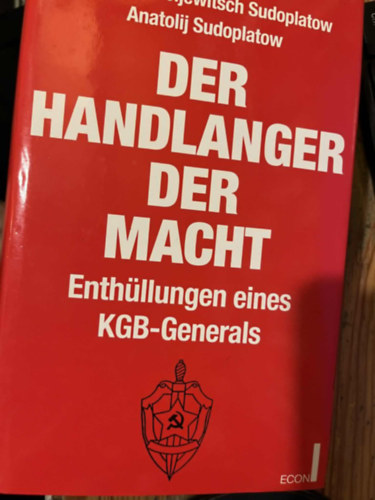 Sudoplatow
Anatolij Sudoplatow
DER
HANDLANGER
DER
MACHT
Enthüllungen eines
KGB-Generals
ECON